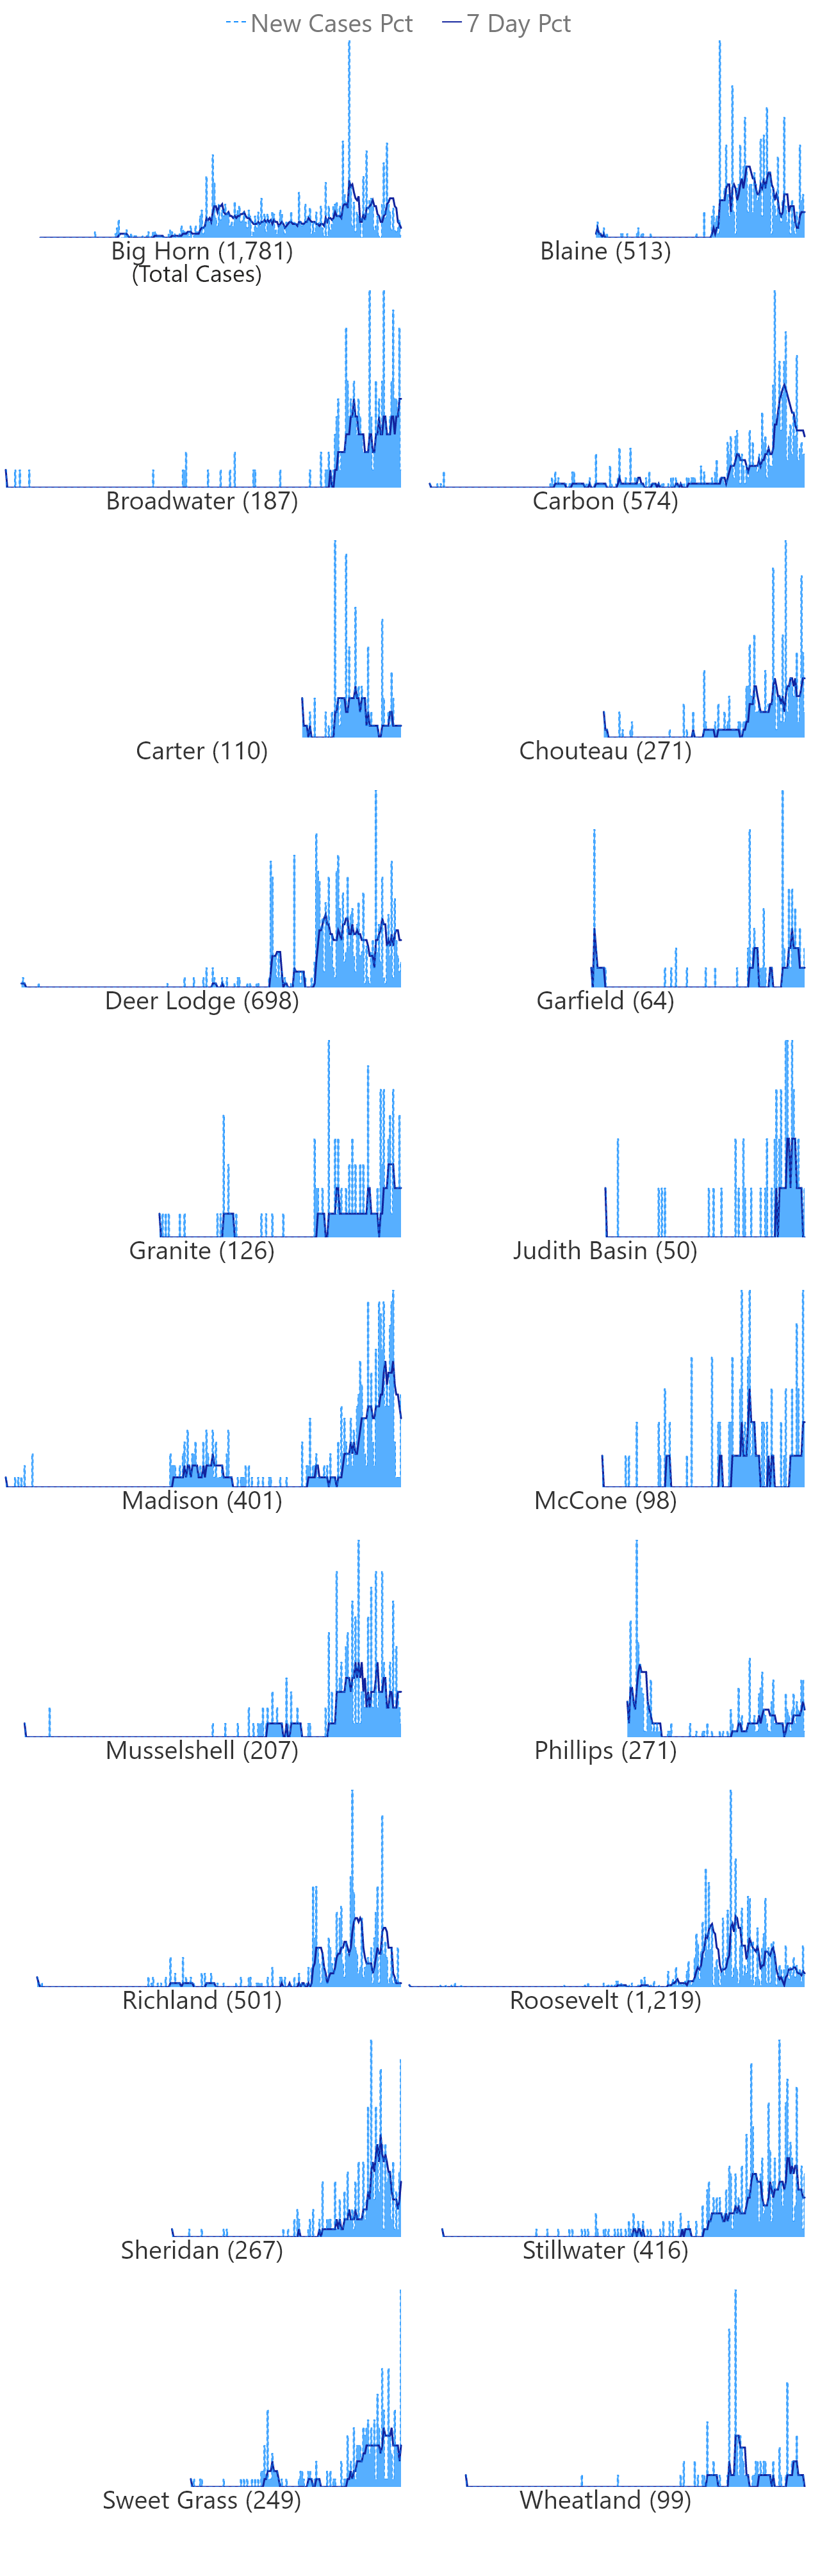 New Cases Pct 7 Day Pct
Big Horn (1,781) Blaine (513)
(Total Cases)
Broadwater (187) Carbon (574)
Carter (110) Chouteau (271)
Deer Lodge (698) Garfield (64)
Granite (126) Judith Basin (50)
Madison (401) McCone (98)
Musselshell (207) Phillips (271)
Richland (501) Roosevelt (1,219)
Sheridan (267) Stillwater (416)
Sweet Grass (249) Wheatland (99)